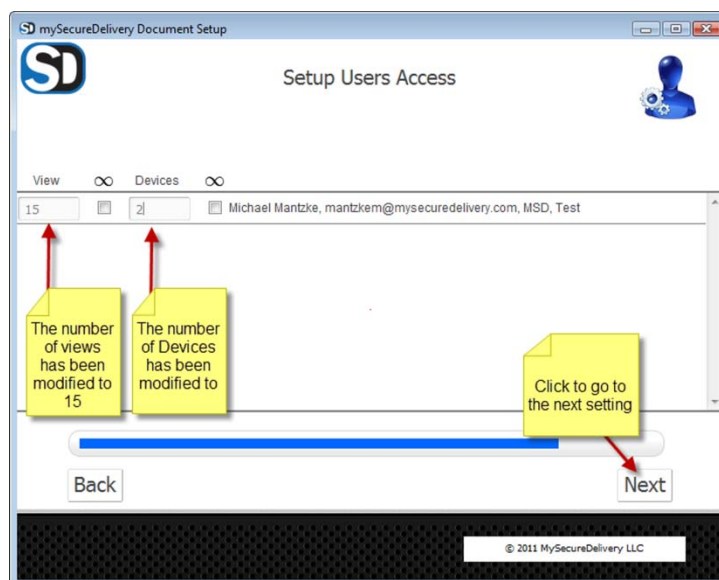 SD mySecureDelivery Document Setup
SD
Setup Users Access
View ∞ Devices ∞
15 2 Michael Mantzke, mantzkem@mysecuredelivery.com, MSD, Test
The number
of views
has been
modified to
15
The number
of Devices
has been
modified to
Click to go to
the next setting
Back
Next
© 2011 MySecureDelivery LLC